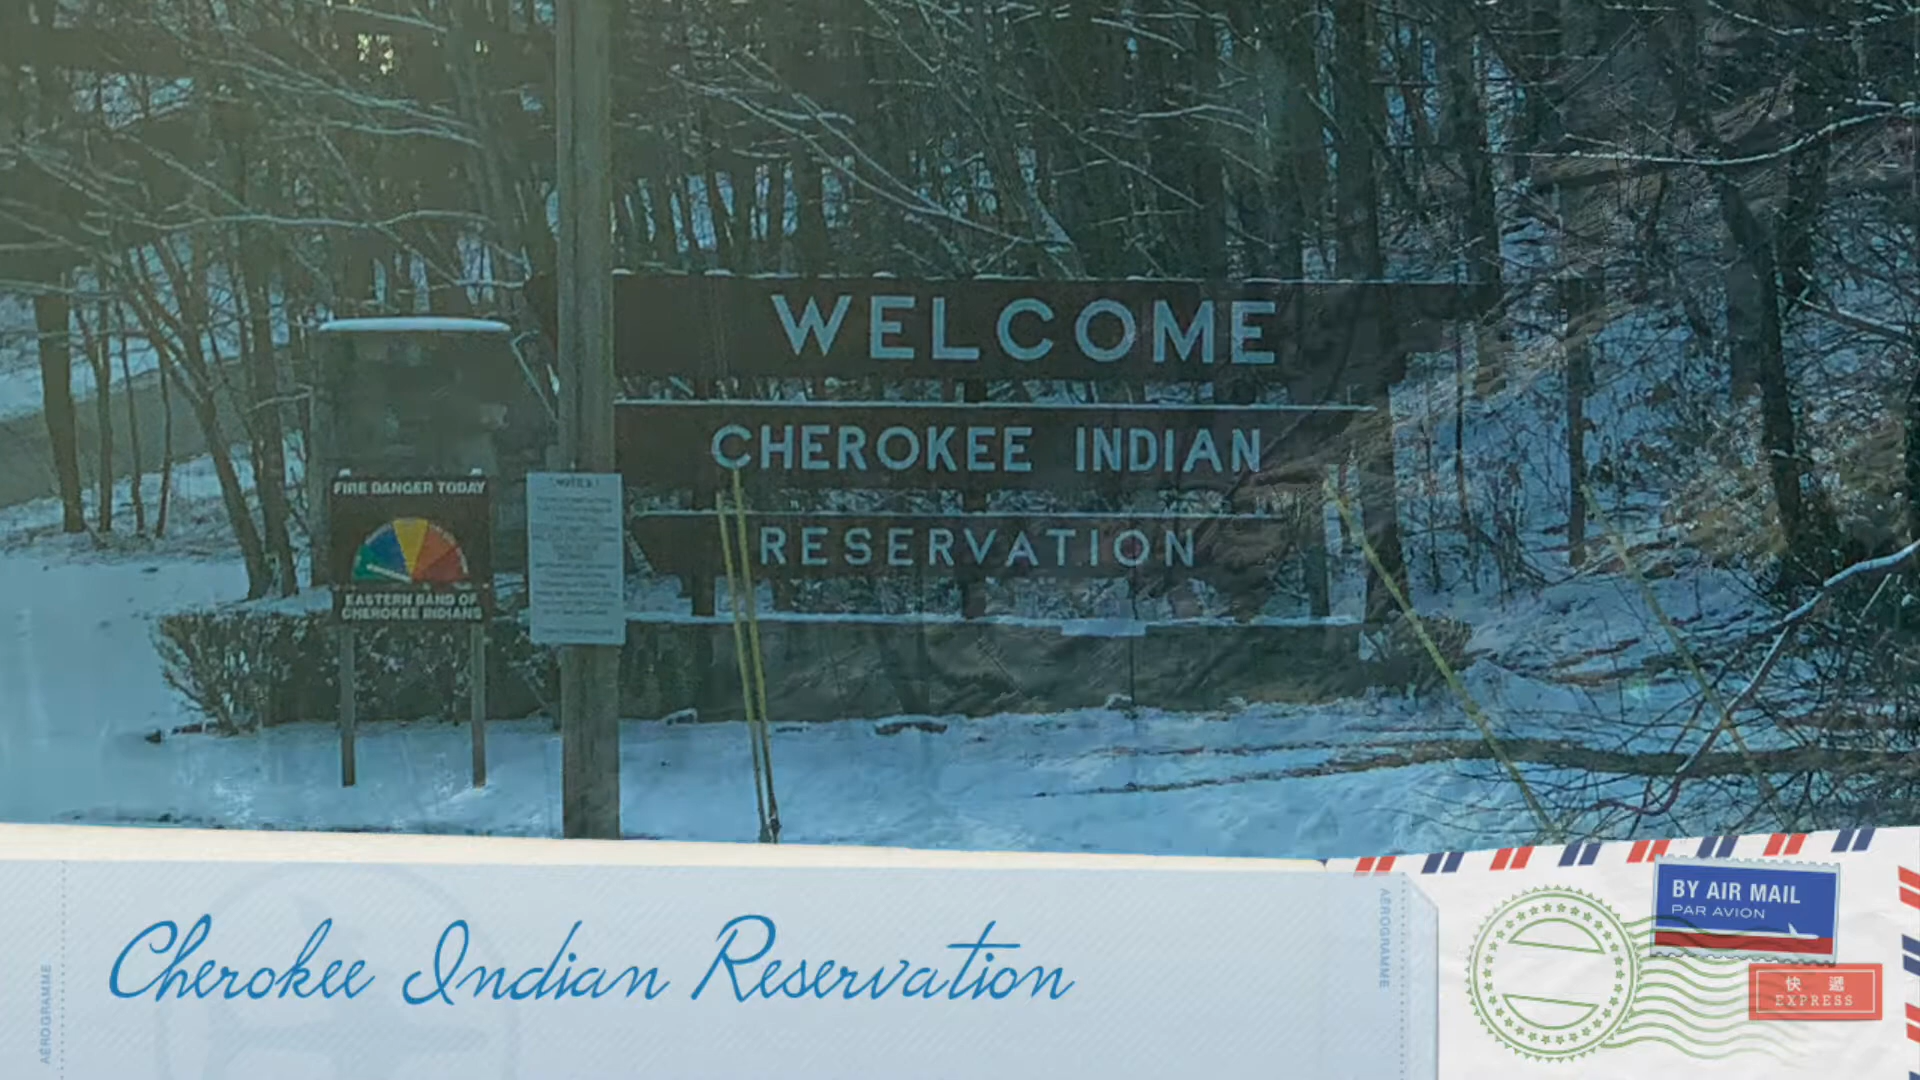 WELCOME
CHEROKEE INDIAN
RESERVATION
FIRE DANGER TODAY
EASTERN BAND OF
CHEROKEE INDIANS
Cherokee Indian Reservation
AÉROGRAMME
AÉROGRAMME
BY AIR MAIL
PAR AVION
快遞
EXPRESS